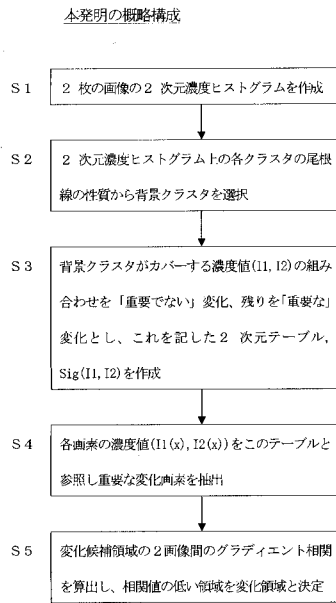 本発明の概略構成
S1
2 枚の画像の2 次元濃度ヒストグラムを作成
S2
2 次元濃度ヒストグラム上の各クラスタの尾根
線の性質から背景クラスタを選択
S3
背景クラスタがカバーする濃度値(I1, I2)の組み
合わせを「重要でない」変化、残りを「重要な」
変化とし、これを記した2 次元テーブル,
Sig(I1, I2)を作成
S4
各画素の濃度値(I1(x), I2(x))をこのテーブルと
参照し重要な変化画素を抽出
S5
変化候補領域の2画像間のグラディエント相関
を算出し、相関値の低い領域を変化領域と決定